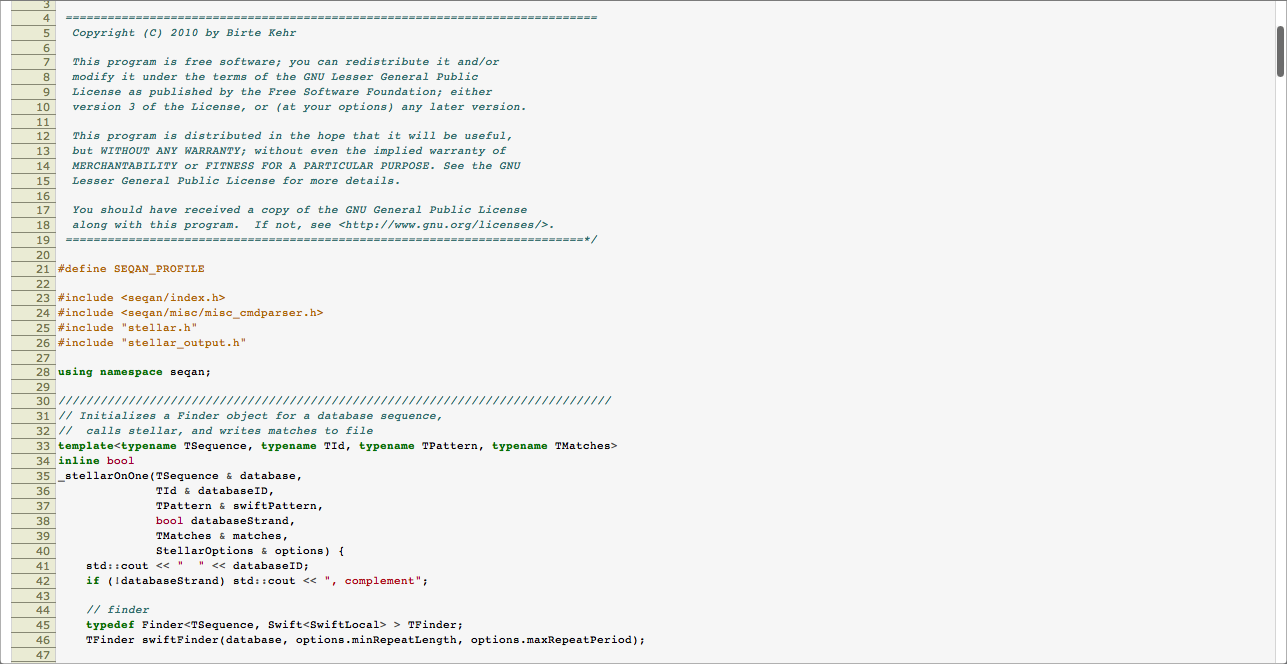 3
4 ============================================================================
5 Copyright (C) 2010 by Birte Kehr
6
7 This program is free software; you can redistribute it and/or
8 modify it under the terms of the GNU Lesser General Public
9 License as published by the Free Software Foundation; either
10 version 3 of the License, or (at your options) any later version.
11
12 This program is distributed in the hope that it will be useful,
13 but WITHOUT ANY WARRANTY; without even the implied warranty of
14 MERCHANTABILITY or FITNESS FOR A PARTICULAR PURPOSE. See the GNU
15 Lesser General Public License for more details.
16
17 You should have received a copy of the GNU General Public License
18 along with this program.  If not, see <http://www.gnu.org/licenses/>.
19 ==========================================================================*/
20
21 #define SEQAN_PROFILE
22
23 #include <seqan/index.h>
24 #include <seqan/misc/misc_cmdparser.h>
25 #include "stellar.h"
26 #include "stellar_output.h"
27
28 using namespace seqan;
29
30 ///////////////////////////////////////////////////////////////////////////////
31 // Initializes a Finder object for a database sequence,
32 //  calls stellar, and writes matches to file
33 template<typename TSequence, typename TId, typename TPattern, typename TMatches>
34 inline bool
35 _stellarOnOne(TSequence & database,
36               TId & databaseID,
37               TPattern & swiftPattern,
38               bool databaseStrand,
39               TMatches & matches,
40               StellarOptions & options) {
41     std::cout << "  " << databaseID;
42     if (!databaseStrand) std::cout << ", complement";
43
44     // finder
45     typedef Finder<TSequence, Swift<SwiftLocal> > TFinder;
46     TFinder swiftFinder(database, options.minRepeatLength, options.maxRepeatPeriod);
47